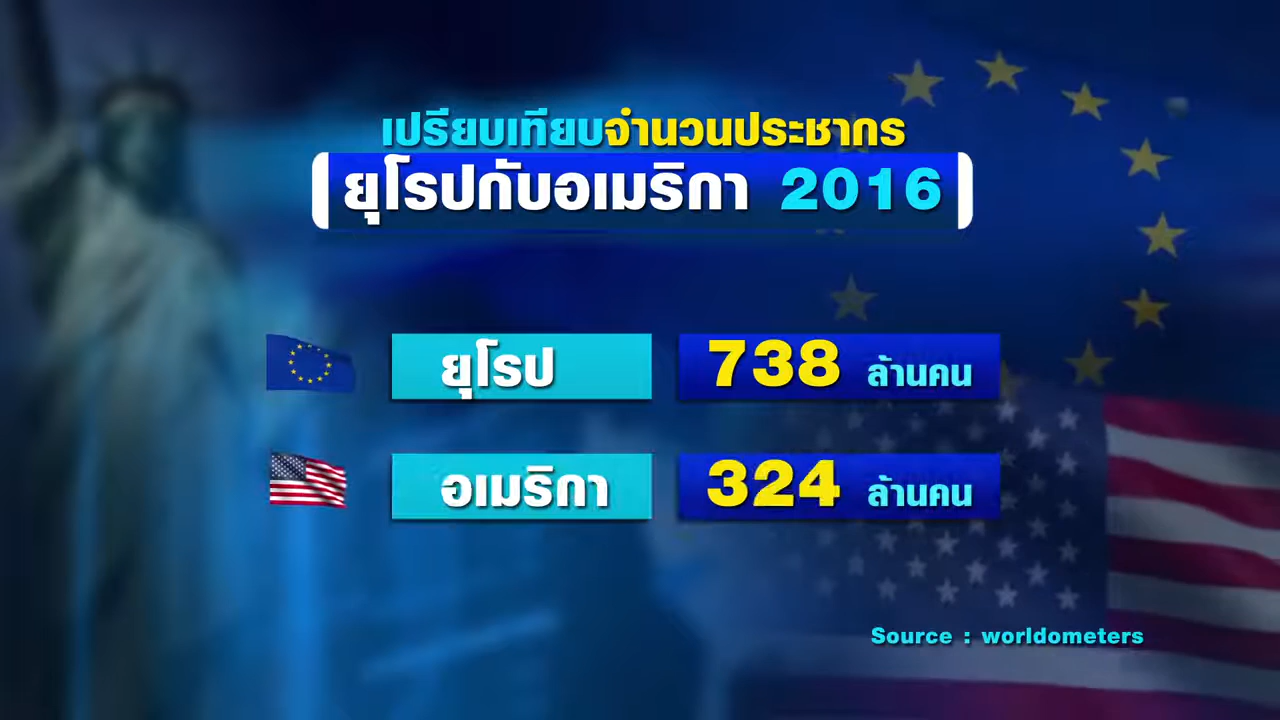 เปรียบเทียบจำนวนประชากร
ยุโรปกับอเมริกา 2016
ยุโรป 738 ล้านคน
อเมริกา 324 ล้านคน
Source : worldometers